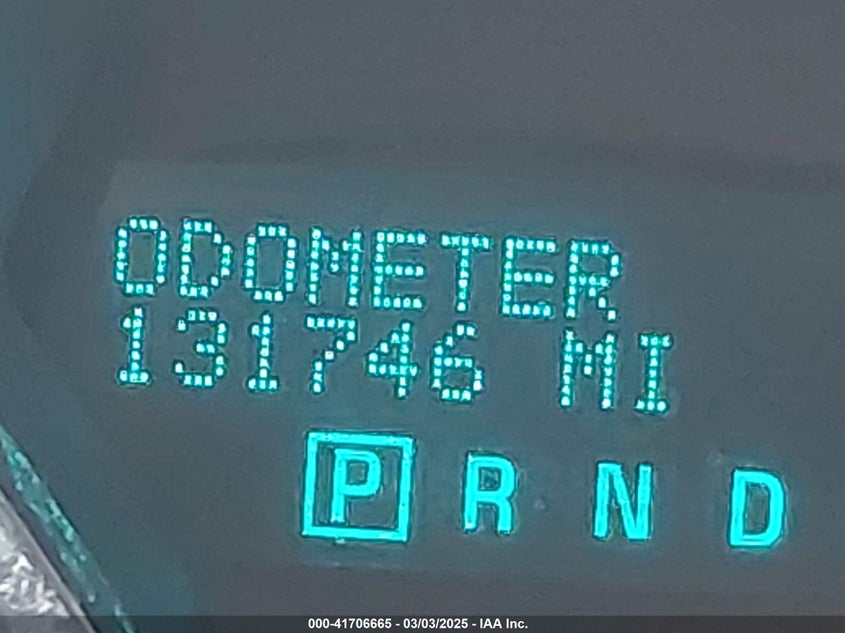 ODOMETER
131746 MI
P R N D
000-41706665 - 03/03/2025 - IAA Inc.